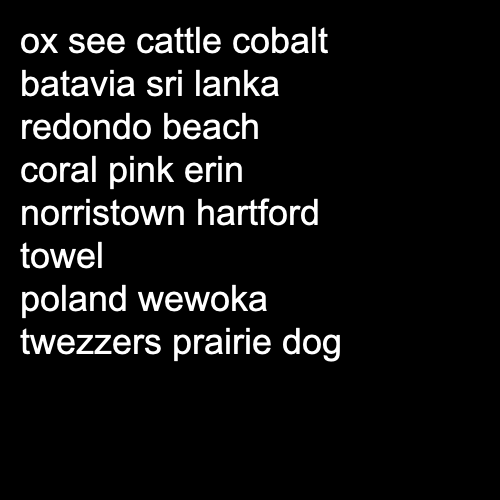 ox see cattle cobalt
batavia sri lanka
redondo beach
coral pink erin
norristown hartford
towel
poland wewoka
twezzers prairie dog